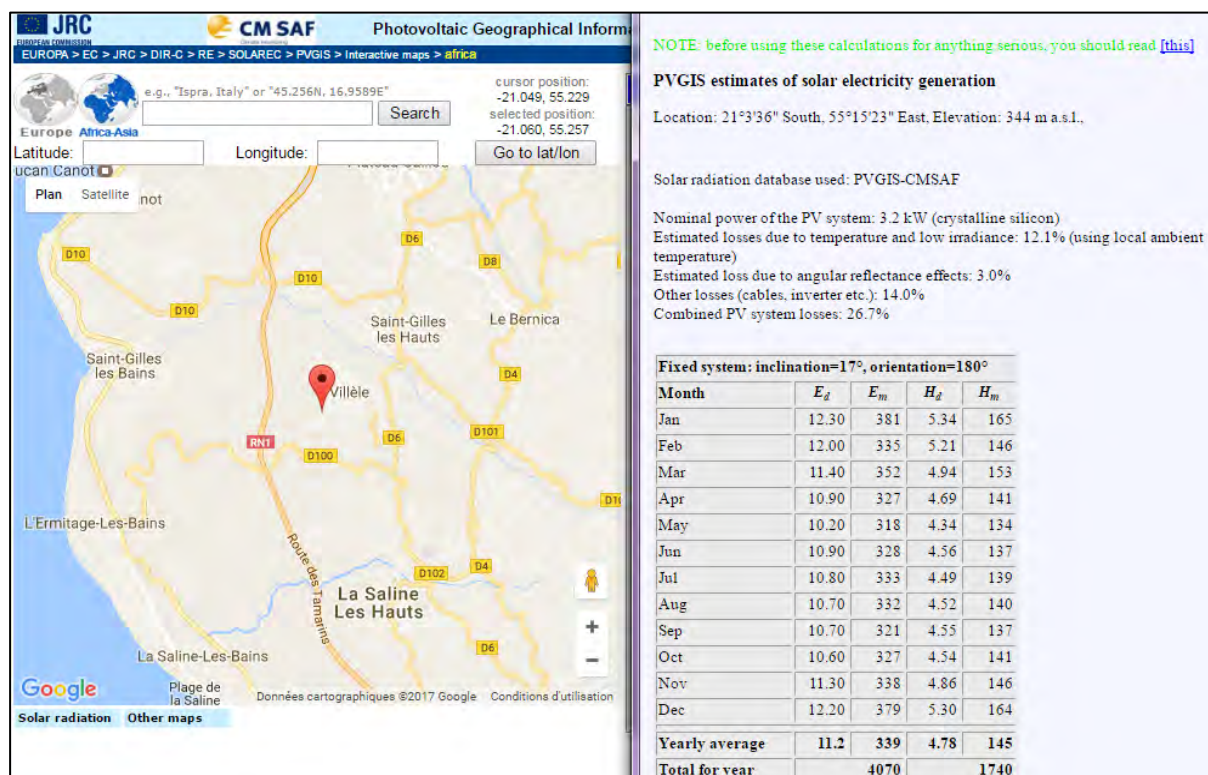 JRC
EUROPEAN COMMISSION
CM SAF
Photovoltaic Geographical Informa
EUROPA > EC > JRC > DIR-C > RE > SOLAREC > PVGIS > Interactive maps > africa
Europe Africa-Asia
e.g., "Ispra, Italy" or "45.256N, 16.9589E"
Search
cursor position:
-21.049, 55.229
selected position:
-21.060, 55.257
Latitude:
Longitude:
Go to lat/lon
ucan Canot
Plan Satellite
not
D10
D6
D8
D10
D10
Saint-Gilles
les Hauts
Le Bernica
Saint-Gilles
les Bains
D4
Villèle
D6
D101
RN1
D100
L'Ermitage-Les-Bains
Route des Tamarins
D102
D4
La Saline
Les Hauts
D6
La Saline-Les-Bains
+
−
Google
Plage de
la Saline
Données cartographiques ©2017 Google Conditions d'utilisation
Solar radiation Other maps
NOTE: before using these calculations for anything serious, you should read [this]
PVGIS estimates of solar electricity generation
Location: 21°3'36" South, 55°15'23" East, Elevation: 344 m a.s.l.,
Solar radiation database used: PVGIS-CMSAF
Nominal power of the PV system: 3.2 kW (crystalline silicon)
Estimated losses due to temperature and low irradiance: 12.1% (using local ambient
temperature)
Estimated loss due to angular reflectance effects: 3.0%
Other losses (cables, inverter etc.): 14.0%
Combined PV system losses: 26.7%
Fixed system: inclination=17°, orientation=180°
Month Ed Em Hd Hm
Jan 12.30 381 5.34 165
Feb 12.00 335 5.21 146
Mar 11.40 352 4.94 153
Apr 10.90 327 4.69 141
May 10.20 318 4.34 134
Jun 10.90 328 4.56 137
Jul 10.80 333 4.49 139
Aug 10.70 332 4.52 140
Sep 10.70 321 4.55 137
Oct 10.60 327 4.54 141
Nov 11.30 338 4.86 146
Dec 12.20 379 5.30 164
Yearly average 11.2 339 4.78 145
Total for year 4070 1740